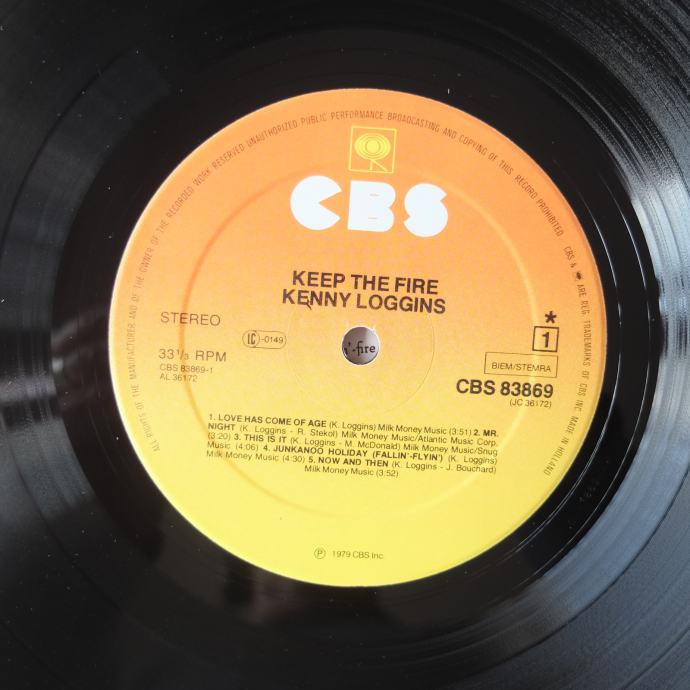 ALL RIGHTS OF THE MANUFACTURER AND OF THE OWNER OF THE RECORDED WORK RESERVED UNAUTHORIZED PUBLIC PERFORMANCE BROADCASTING AND COPYING OF THIS RECORD PROHIBITED CBS & ARE REG. TRADEMARKS OF CBS INC MADE IN HOLLAND
CBS
KEEP THE FIRE
KENNY LOGGINS
STEREO
LC -0149
-fire
*
1
33 1/3 RPM
CBS 83869-1
AL 36172
BIEM/STEMRA
CBS 83869
(JC 36172)
1. LOVE HAS COME OF AGE (K. Loggins) Milk Money Music (3:51) 2. MR.
NIGHT (K. Loggins - R. Stekol) Milk Money Music/Atlantic Music Corp.
(3:20) 3. THIS IS IT (K. Loggins - M. McDonald) Milk Money Music/Snug
Music (4:06) 4. JUNKANOO HOLIDAY (FALLIN'-FLYIN') (K. Loggins)
Milk Money Music (4:30) 5. NOW AND THEN (K. Loggins - J. Bouchard)
Milk Money Music (3:52)
Ⓟ 1979 CBS Inc.